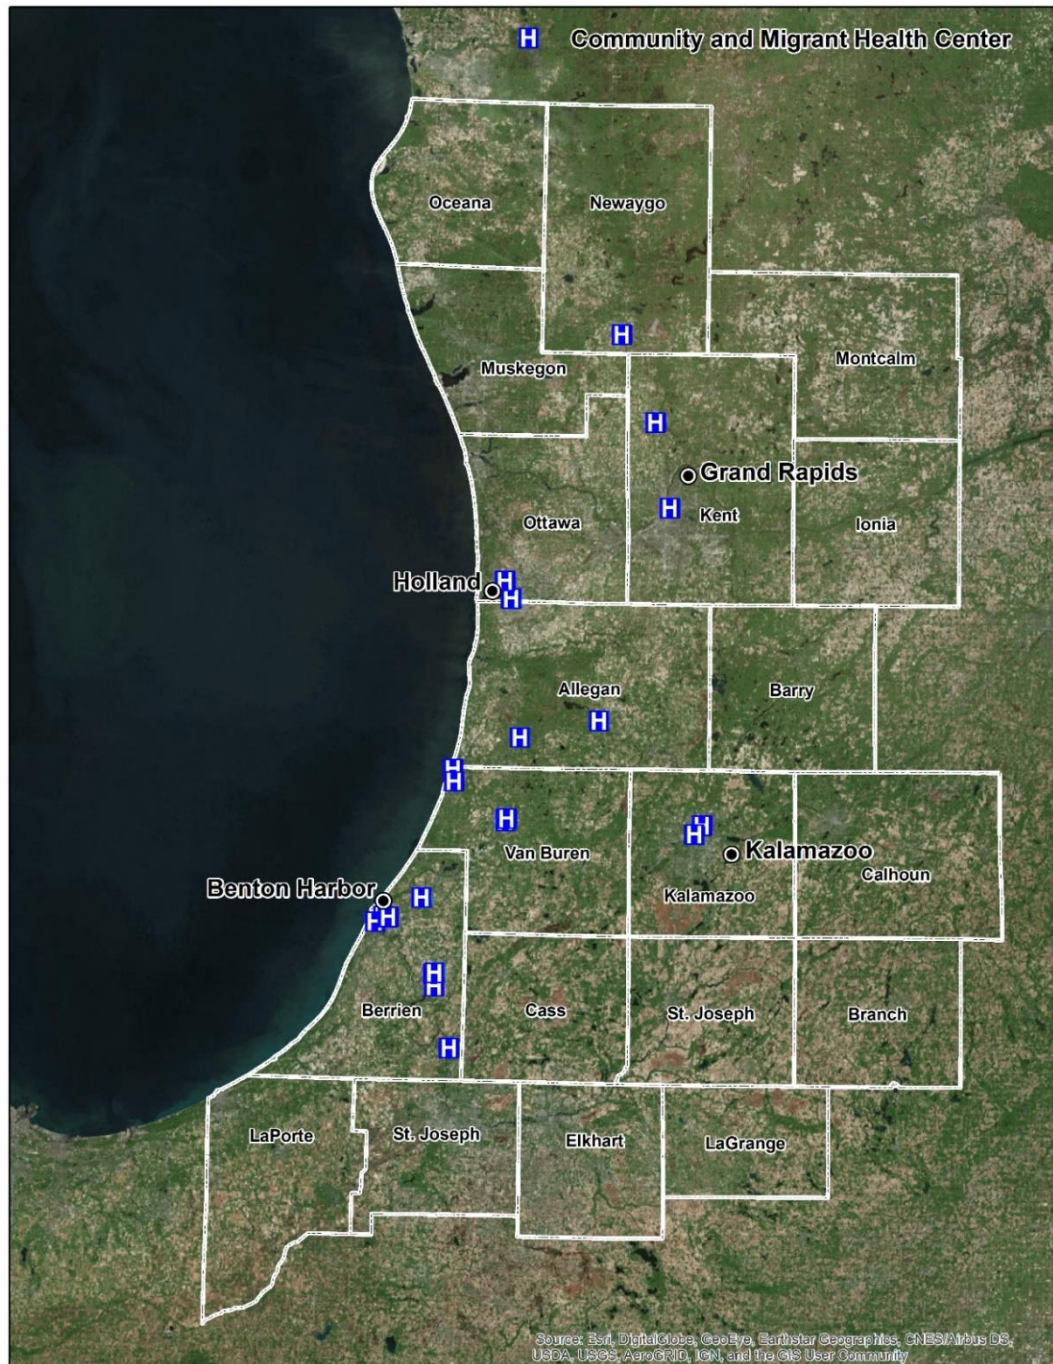 H Community and Migrant Health Center
Oceana
Newaygo
H
Muskegon
Montcalm
H
Grand Rapids
H
Kent
Ottawa
Ionia
Holland
H
H
Allegan
Barry
H
H
H
H
H
H
H
Van Buren
Kalamazoo
Calhoun
Benton Harbor
H
Kalamazoo
H
H
H
H
Berrien
Cass
St. Joseph
Branch
H
LaPorte
St. Joseph
Elkhart
LaGrange
Source: Esri, DigitalGlobe, GeoEye, Earthstar Geographics, CNES/Airbus DS,
USDA, USGS, AeroGRID, IGN, and the GIS User Community